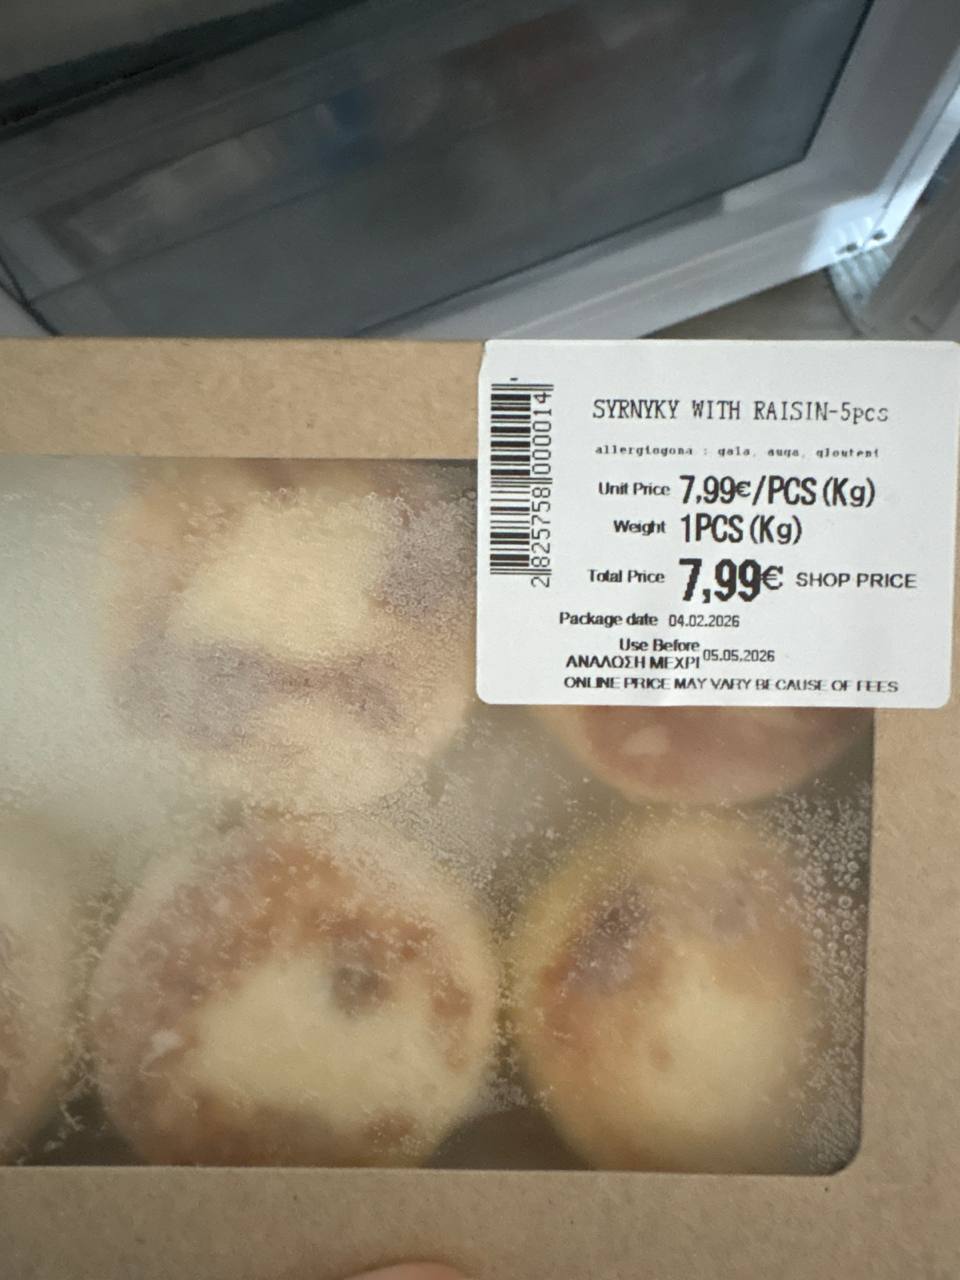 SYRNYKY WITH RAISIN-5pcs
allergiogona : gala, auga, glouteni
Unit Price 7,99€/PCS (Kg)
Weight 1PCS (Kg)
Total Price 7,99€ SHOP PRICE
Package date 04.02.2026
Use Before 05.05.2026
ΑΝΑΛΩΣΗ ΜΕΧΡΙ
ONLINE PRICE MAY VARY BECAUSE OF FEES
2825758000014